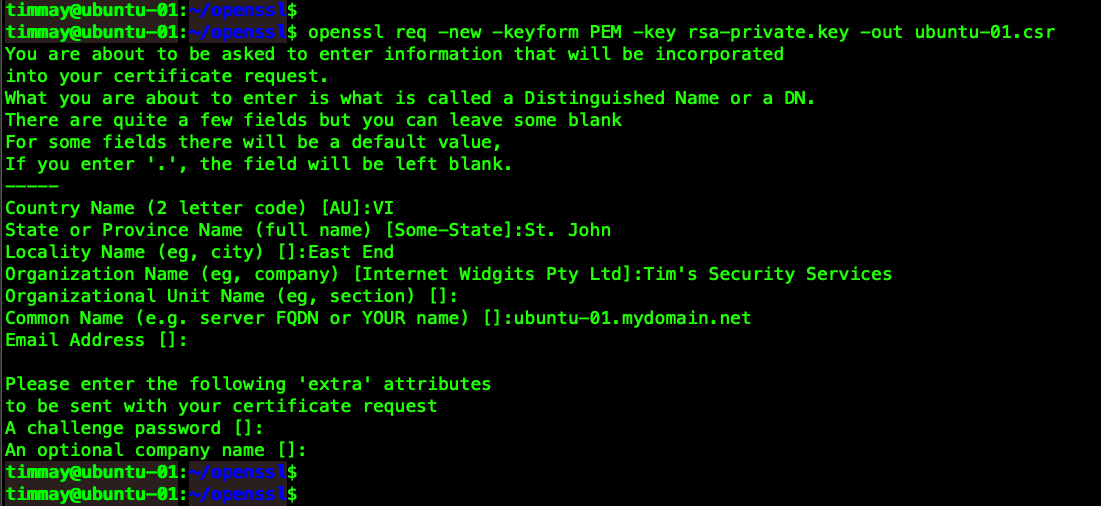 timmay@ubuntu-01:~/openssl$
timmay@ubuntu-01:~/openssl$ openssl req -new -keyform PEM -key rsa-private.key -out ubuntu-01.csr
You are about to be asked to enter information that will be incorporated
into your certificate request.
What you are about to enter is what is called a Distinguished Name or a DN.
There are quite a few fields but you can leave some blank
For some fields there will be a default value,
If you enter '.', the field will be left blank.
-----
Country Name (2 letter code) [AU]:VI
State or Province Name (full name) [Some-State]:St. John
Locality Name (eg, city) []:East End
Organization Name (eg, company) [Internet Widgits Pty Ltd]:Tim's Security Services
Organizational Unit Name (eg, section) []:
Common Name (e.g. server FQDN or YOUR name) []:ubuntu-01.mydomain.net
Email Address []:

Please enter the following 'extra' attributes
to be sent with your certificate request
A challenge password []:
An optional company name []:
timmay@ubuntu-01:~/openssl$
timmay@ubuntu-01:~/openssl$